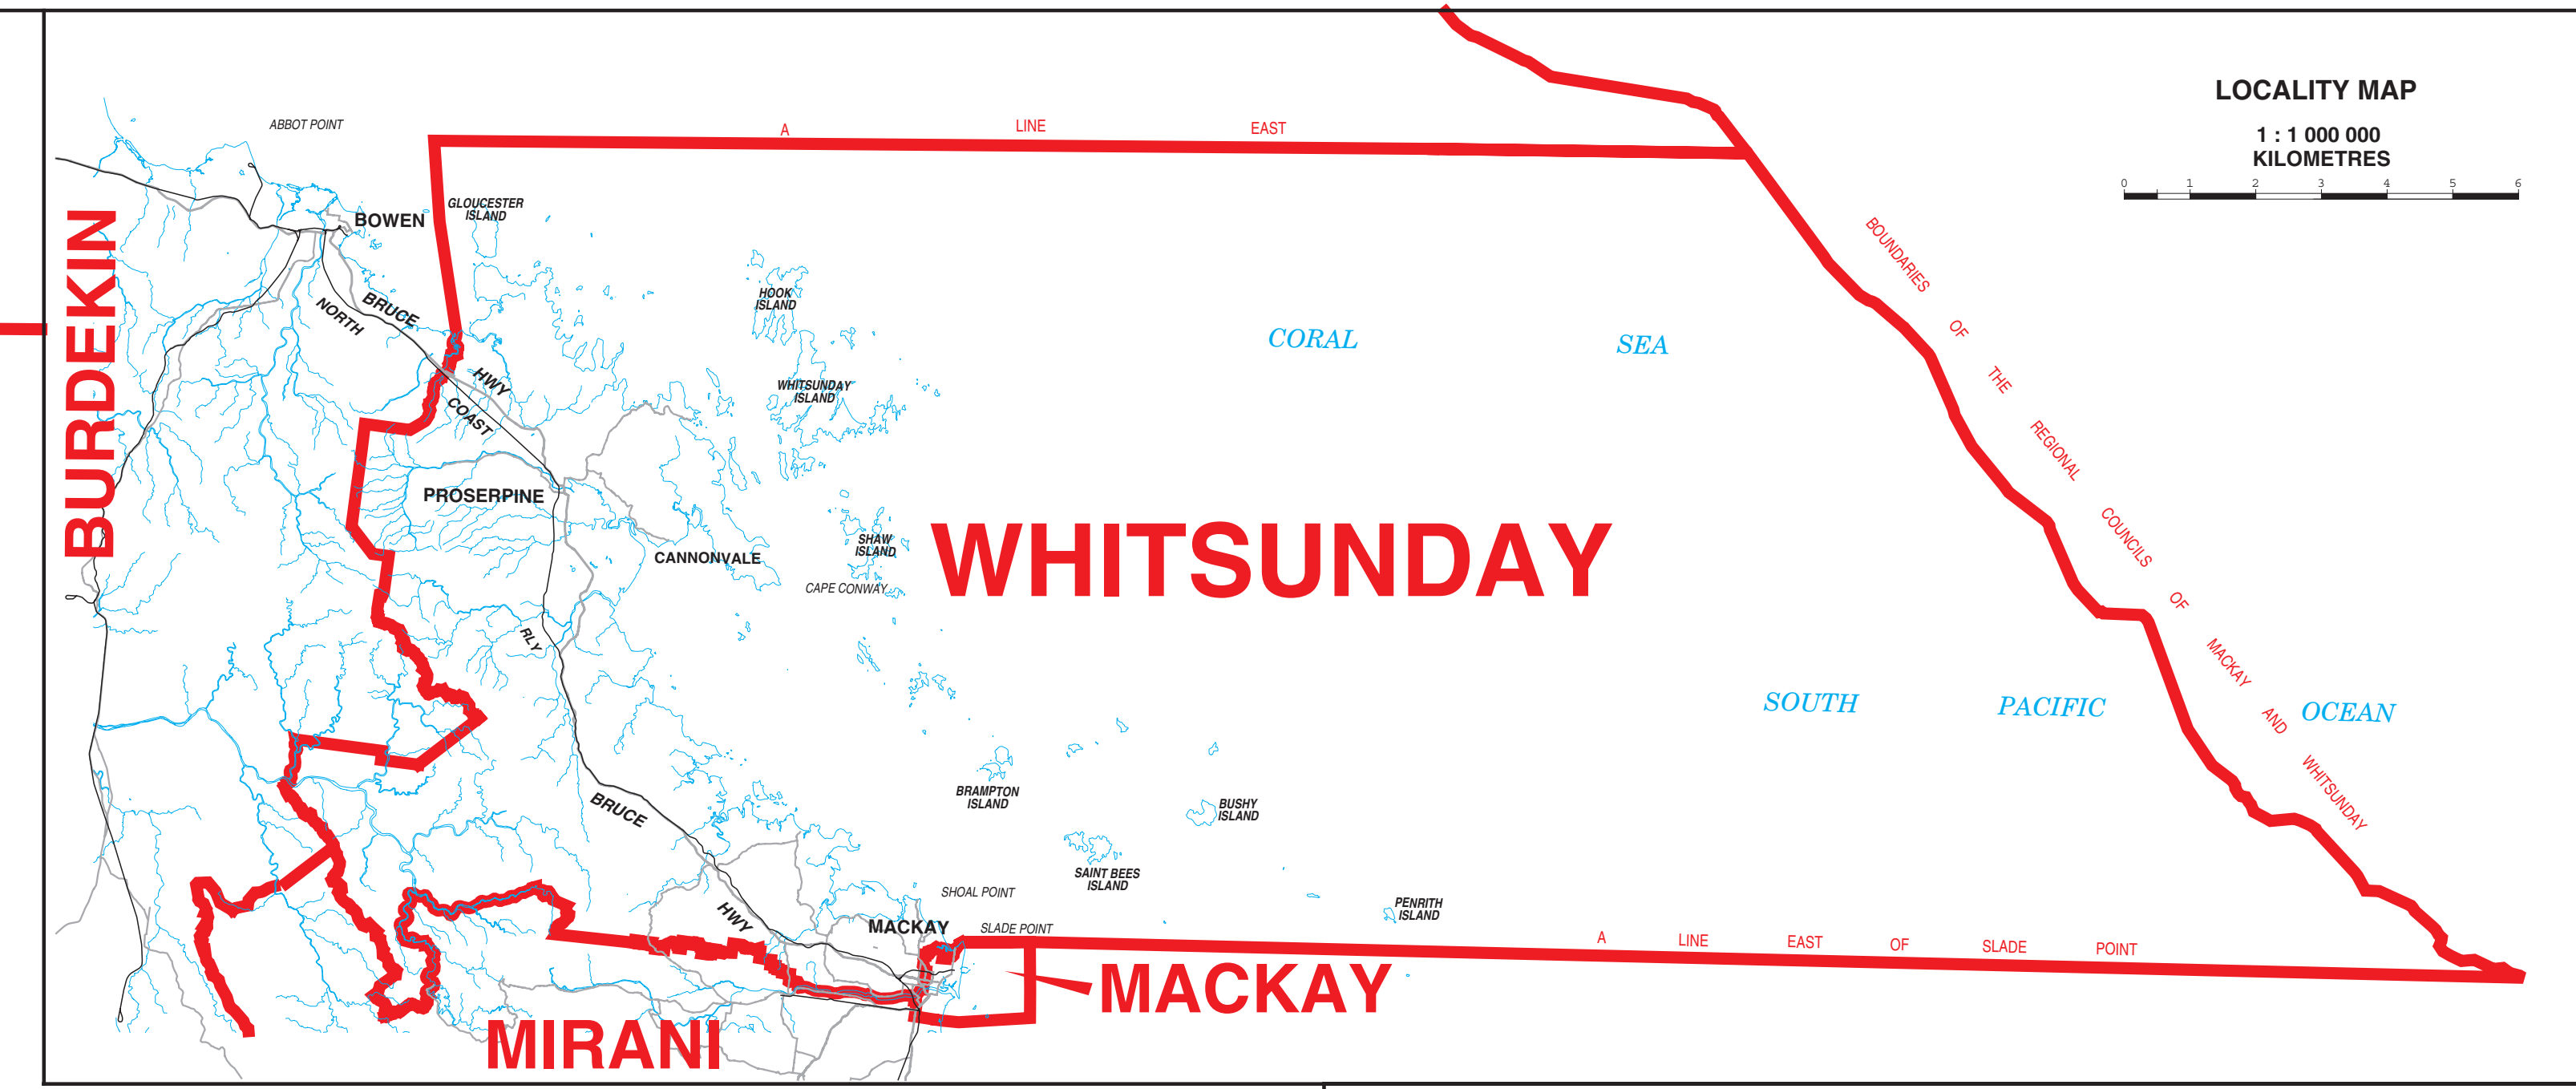 LOCALITY MAP
1 : 1 000 000
KILOMETRES
0 1 2 3 4 5 6
ABBOT POINT
A LINE EAST
BOWEN
GLOUCESTER
ISLAND
BURDEKIN
NORTH
BRUCE
HWY
COAST
HOOK
ISLAND
WHITSUNDAY
ISLAND
CORAL SEA
BOUNDARIES OF THE REGIONAL COUNCILS OF MACKAY AND WHITSUNDAY
PROSERPINE
CANNONVALE
SHAW
ISLAND
CAPE CONWAY
WHITSUNDAY
RLY
SOUTH PACIFIC OCEAN
BRUCE
HWY
BRAMPTON
ISLAND
BUSHY
ISLAND
SAINT BEES
ISLAND
SHOAL POINT
PENRITH
ISLAND
MACKAY
SLADE POINT
A LINE EAST OF SLADE POINT
MACKAY
MIRANI